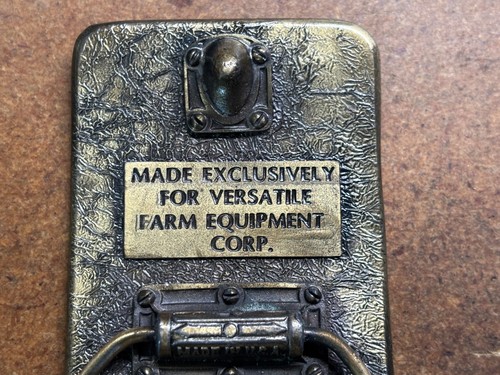 MADE EXCLUSIVELY
FOR VERSATILE
FARM EQUIPMENT
CORP.
MADE IN U.S.A.